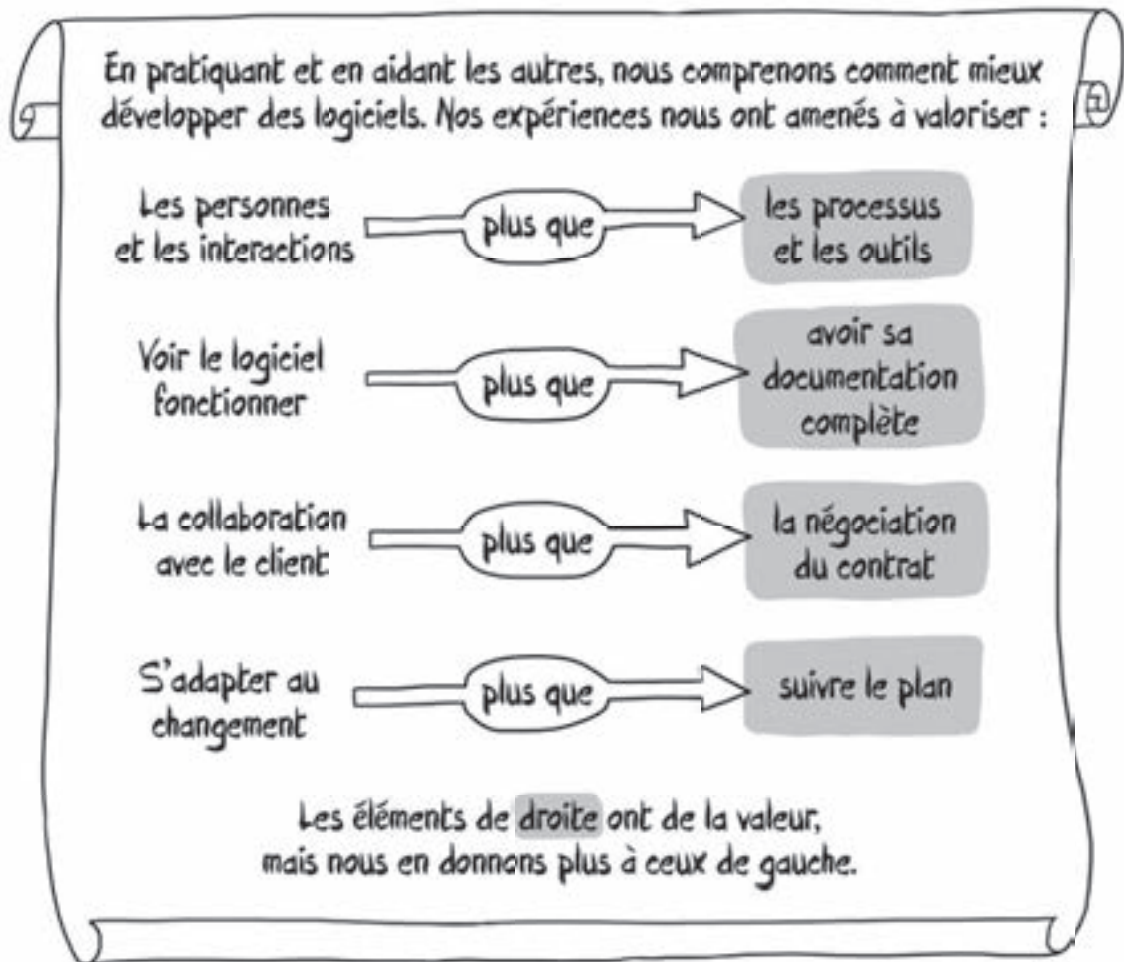 En pratiquant et en aidant les autres, nous comprenons comment mieux
développer des logiciels. Nos expériences nous ont amenés à valoriser :
Les personnes
et les interactions
plus que
les processus
et les outils
Voir le logiciel
fonctionner
plus que
avoir sa
documentation
complète
La collaboration
avec le client
plus que
la négociation
du contrat
S'adapter au
changement
plus que
suivre le plan
Les éléments de droite ont de la valeur,
mais nous en donnons plus à ceux de gauche.